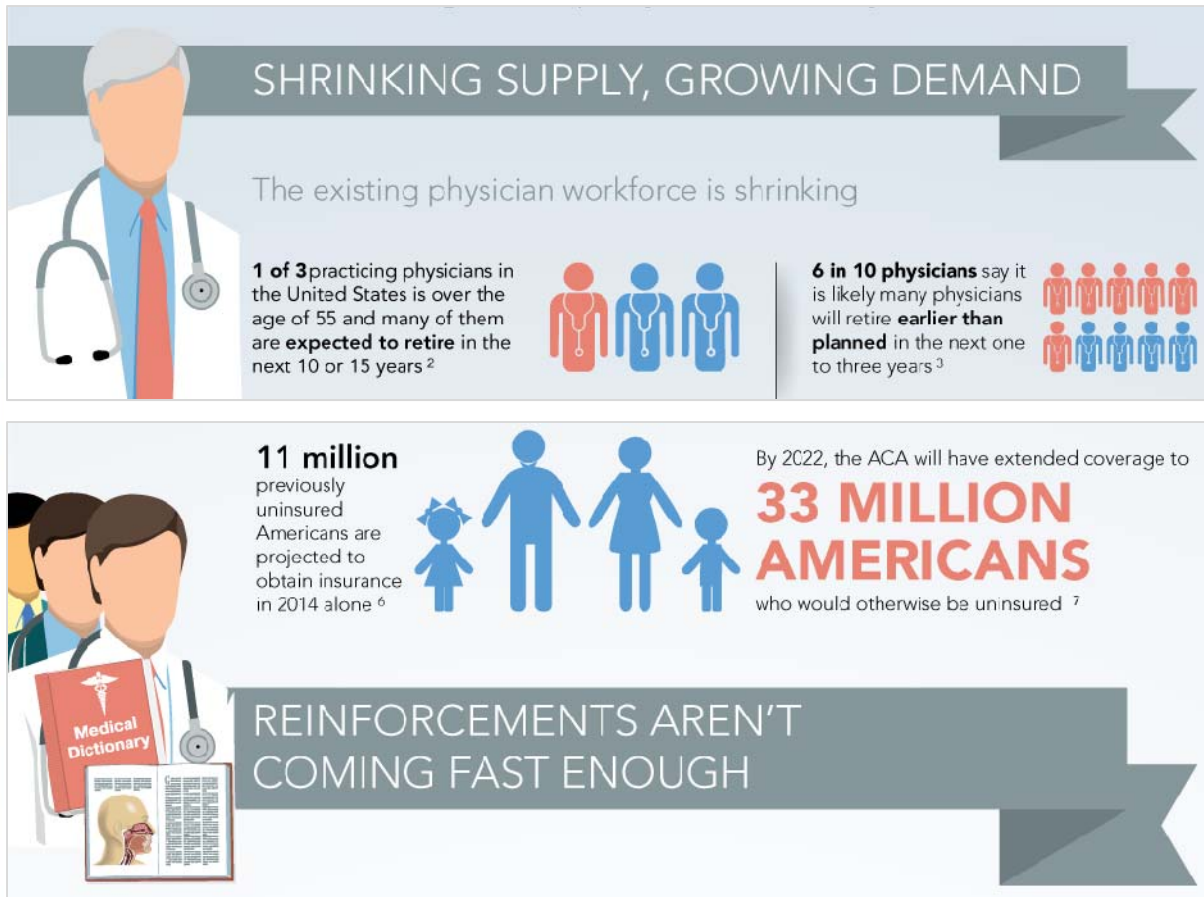 SHRINKING SUPPLY, GROWING DEMAND
The existing physician workforce is shrinking
1 of 3 practicing physicians in
the United States is over the
age of 55 and many of them
are expected to retire in the
next 10 or 15 years 2
6 in 10 physicians say it
is likely many physicians
will retire earlier than
planned in the next one
to three years 3
11 million
previously
uninsured
Americans are
projected to
obtain insurance
in 2014 alone 6
By 2022, the ACA will have extended coverage to
33 MILLION
AMERICANS
who would otherwise be uninsured 7
Medical
Dictionary
REINFORCEMENTS AREN'T
COMING FAST ENOUGH